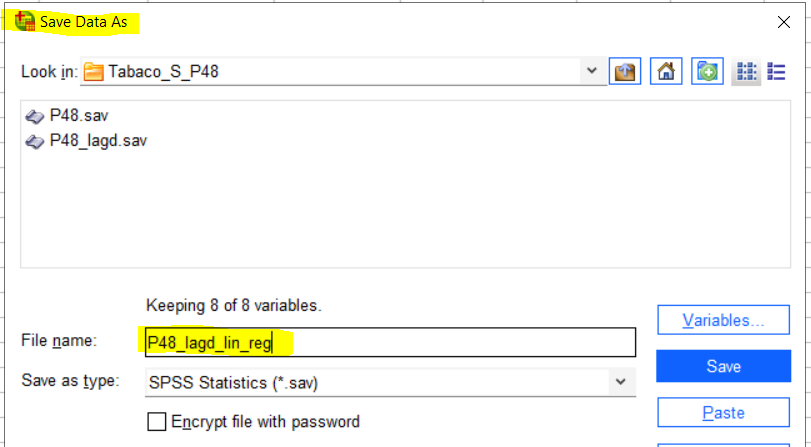 Save Data As
Look in: Tabaco_S_P48
P48.sav
P48_lagd.sav
Keeping 8 of 8 variables.
File name: P48_lagd_lin_reg
Variables...
Save as type: SPSS Statistics (*.sav)
Save
Encrypt file with password
Paste